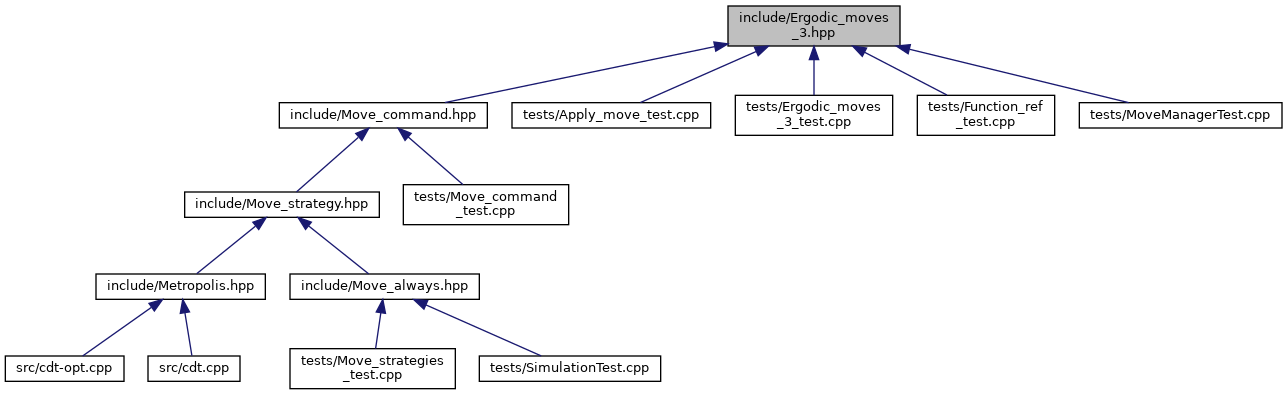 include/Ergodic_moves
_3.hpp
include/Move_command.hpp
tests/Apply_move_test.cpp
tests/Ergodic_moves
_3_test.cpp
tests/Function_ref
_test.cpp
tests/MoveManagerTest.cpp
include/Move_strategy.hpp
tests/Move_command
_test.cpp
include/Metropolis.hpp
include/Move_always.hpp
src/cdt-opt.cpp
src/cdt.cpp
tests/Move_strategies
_test.cpp
tests/SimulationTest.cpp